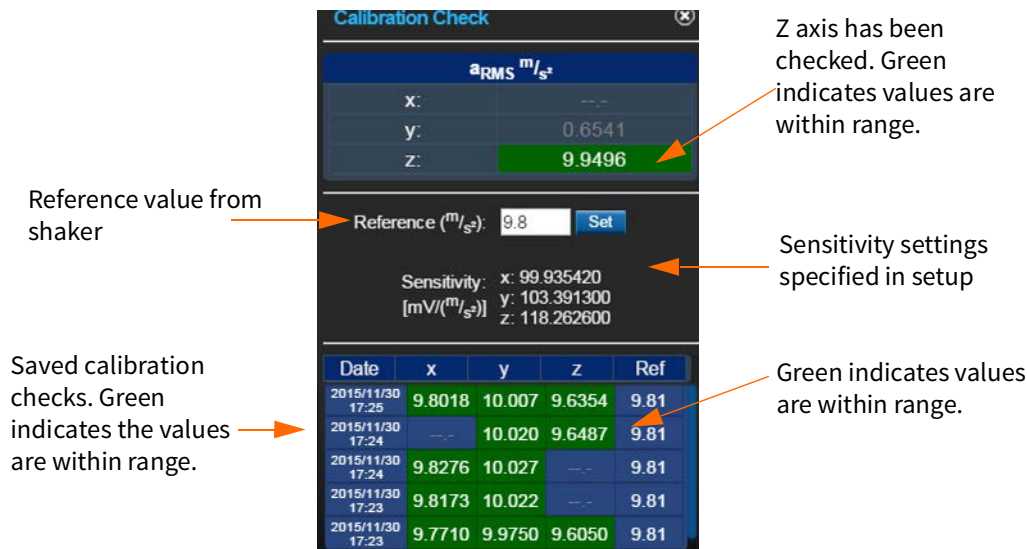 Calibration Check
aRMS m/s²
x: --.-
y: 0.6541
z: 9.9496
Z axis has been
checked. Green
indicates values are
within range.
Reference value from
shaker
Reference (m/s²): 9.8 Set
Sensitivity:
[mV/(m/s²)]
x: 99.935420
y: 103.391300
z: 118.262600
Sensitivity settings
specified in setup
Saved calibration
checks. Green
indicates the values
are within range.
Date x y z Ref
2015/11/30 17:25 9.8018 10.007 9.6354 9.81
2015/11/30 17:24 --.- 10.020 9.6487 9.81
2015/11/30 17:24 9.8276 10.027 --.- 9.81
2015/11/30 17:23 9.8173 10.022 --.- 9.81
2015/11/30 17:23 9.7710 9.9750 9.6050 9.81
Green indicates values
are within range.